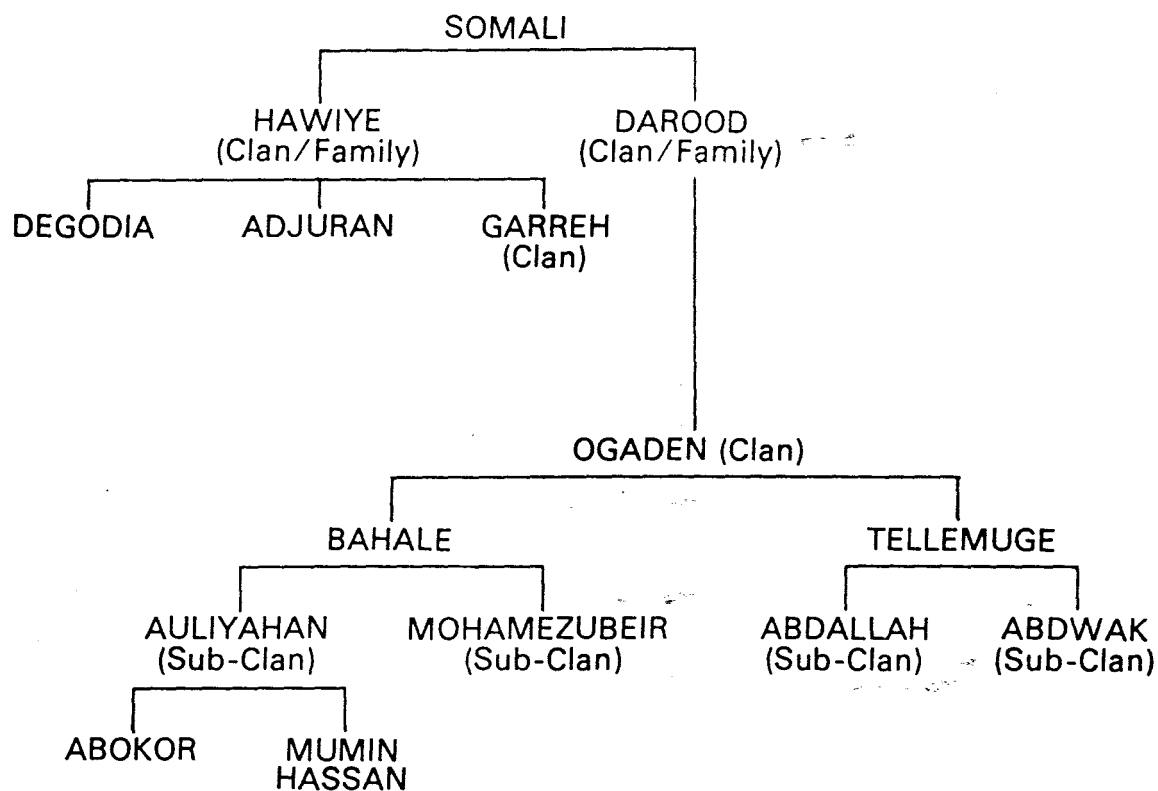 SOMALI
HAWIYE DAROOD
(Clan/Family) (Clan/Family)
DEGODIA ADJURAN GARREH
(Clan)
OGADEN (Clan)
BAHALE TELLEMUGE
AULIYAHAN MOHAMEZUBEIR ABDALLAH ABDWAK
(Sub-Clan) (Sub-Clan) (Sub-Clan) (Sub-Clan)
ABOKOR MUMIN
HASSAN